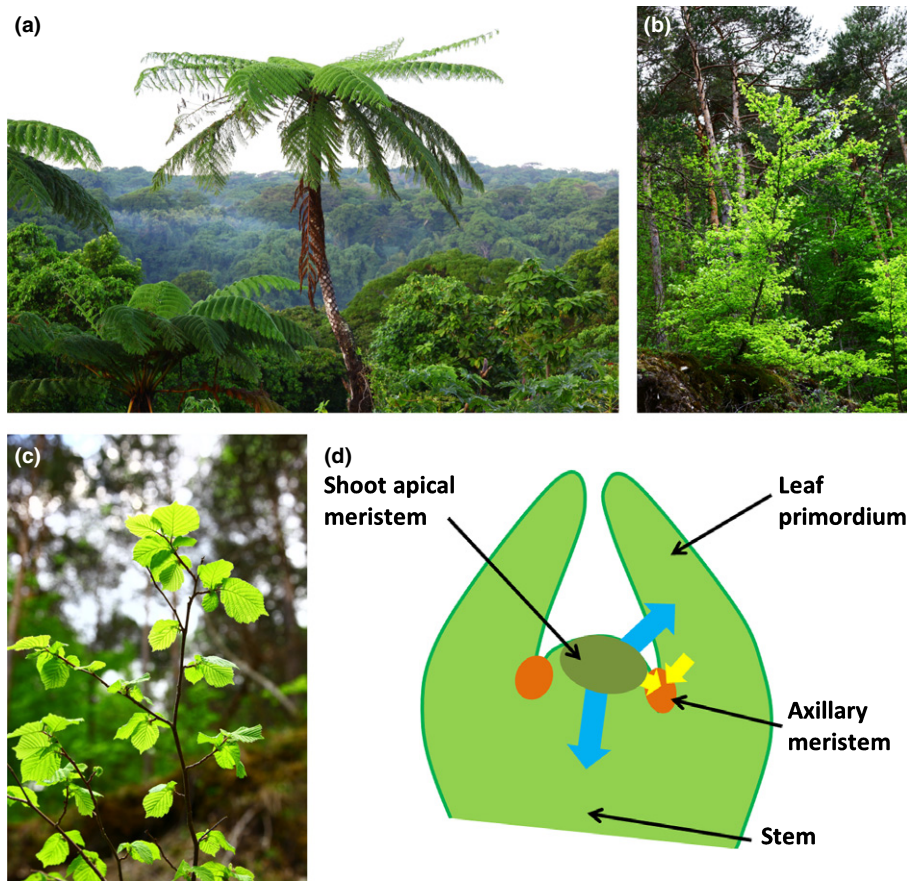 (a)
(b)
(c)
(d)
Shoot apical
meristem
Leaf
primordium
Axillary
meristem
Stem